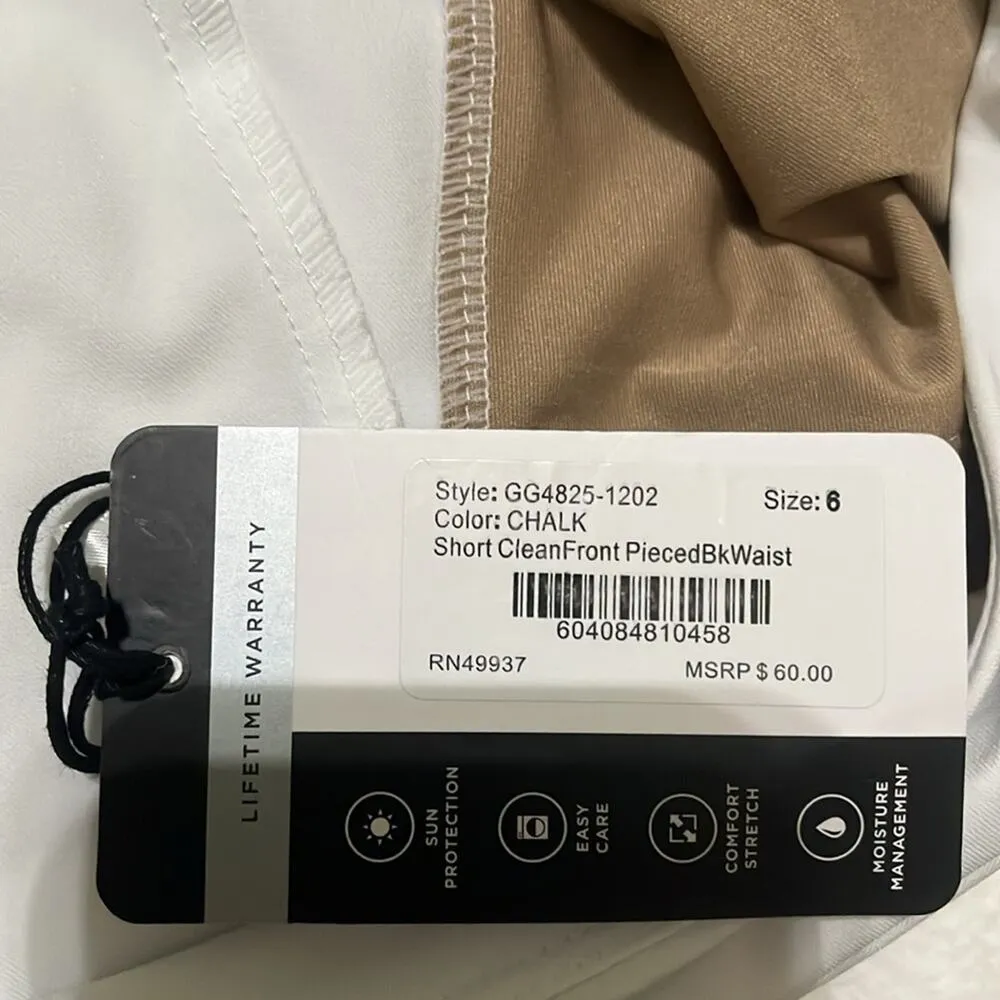 Style: GG4825-1202 Size: 6
Color: CHALK
Short CleanFront PiecedBkWaist
604084810458
RN49937 MSRP $ 60.00
LIFETIME WARRANTY
SUN
PROTECTION
EASY
CARE
COMFORT
STRETCH
MOISTURE
MANAGEMENT